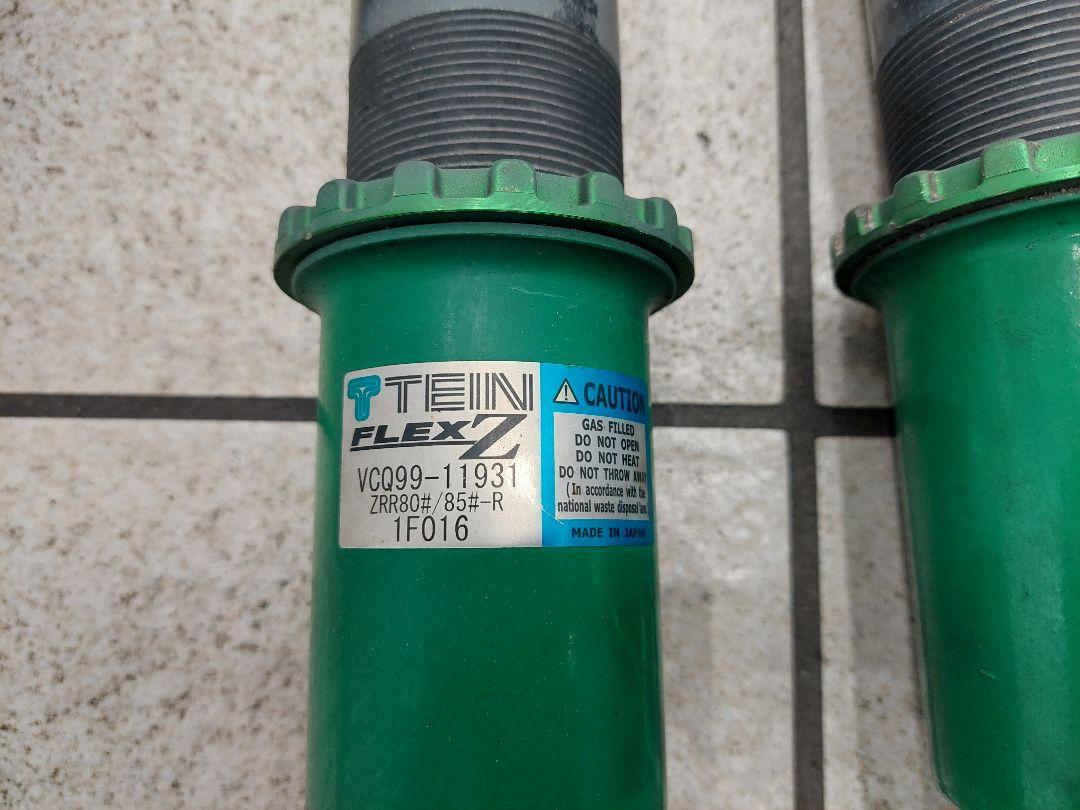 TEIN
FLEX Z
VCQ99-11931
ZRR80#/85#-R
1F016
⚠ CAUTION
GAS FILLED
DO NOT OPEN
DO NOT HEAT
DO NOT THROW AWAY
(In accordance with the
national waste disposal laws
MADE IN JAPAN